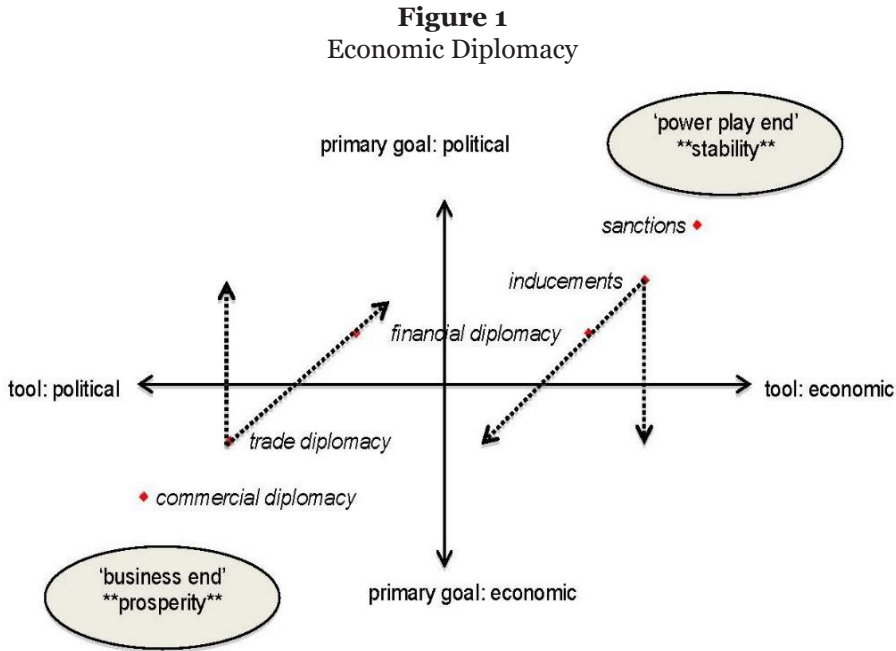 Figure 1
Economic Diplomacy
'power play end'
**stability**
primary goal: political
sanctions
inducements
financial diplomacy
tool: political
tool: economic
trade diplomacy
commercial diplomacy
'business end'
**prosperity**
primary goal: economic